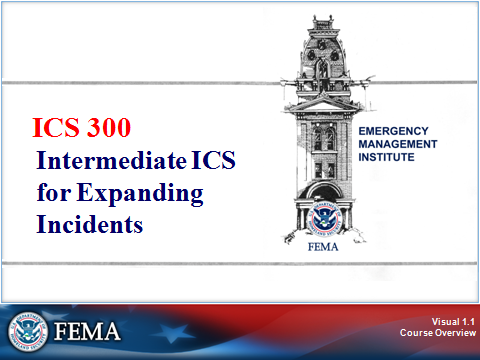 ICS 300
Intermediate ICS
for Expanding
Incidents
EMERGENCY
MANAGEMENT
INSTITUTE
FEMA
FEMA
Visual 1.1
Course Overview